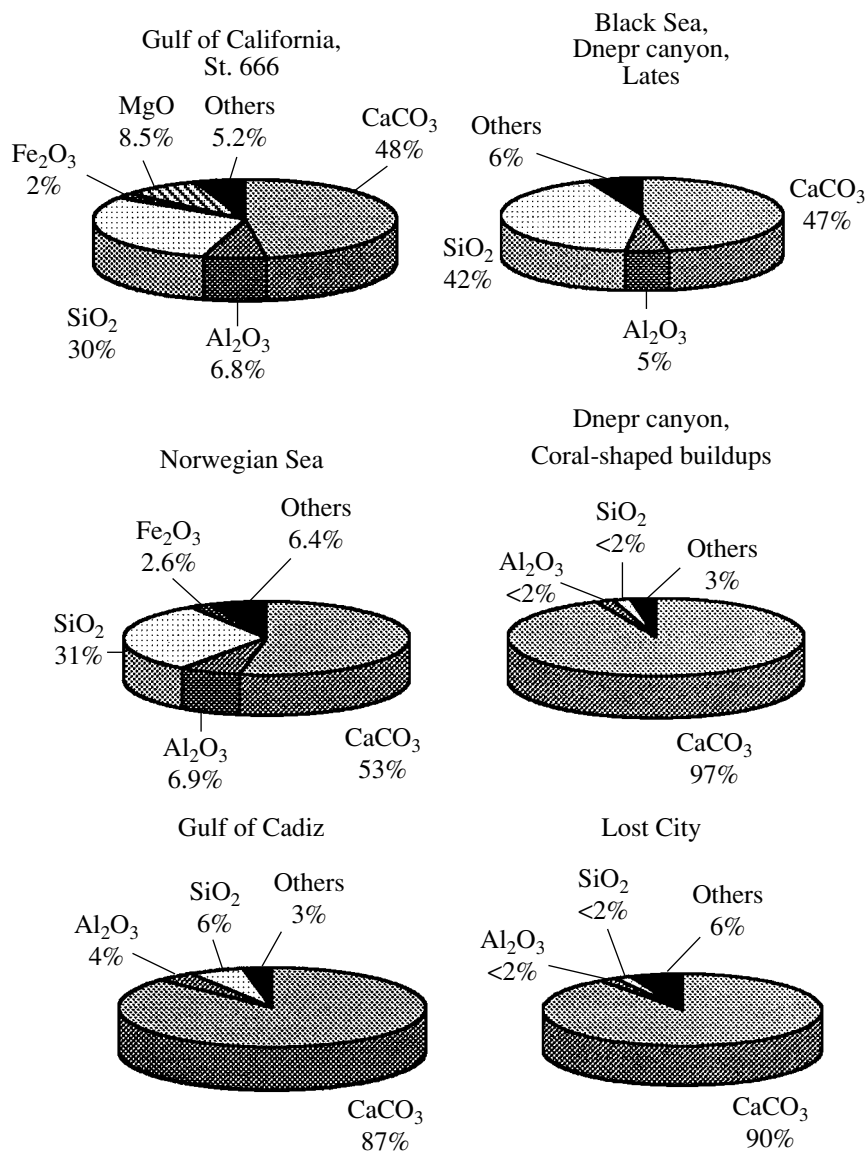 Gulf of California,
St. 666
MgO
8.5%
Others
5.2%
CaCO₃
48%
Fe₂O₃
2%
SiO₂
30%
Al₂O₃
6.8%
Black Sea,
Dnepr canyon,
Lates
Others
6%
CaCO₃
47%
SiO₂
42%
Al₂O₃
5%
Norwegian Sea
Others
6.4%
Fe₂O₃
2.6%
SiO₂
31%
Al₂O₃
6.9%
CaCO₃
53%
Dnepr canyon,
Coral-shaped buildups
SiO₂
<2%
Al₂O₃
<2%
Others
3%
CaCO₃
97%
Gulf of Cadiz
SiO₂
6%
Others
3%
Al₂O₃
4%
CaCO₃
87%
Lost City
SiO₂
<2%
Others
6%
Al₂O₃
<2%
CaCO₃
90%